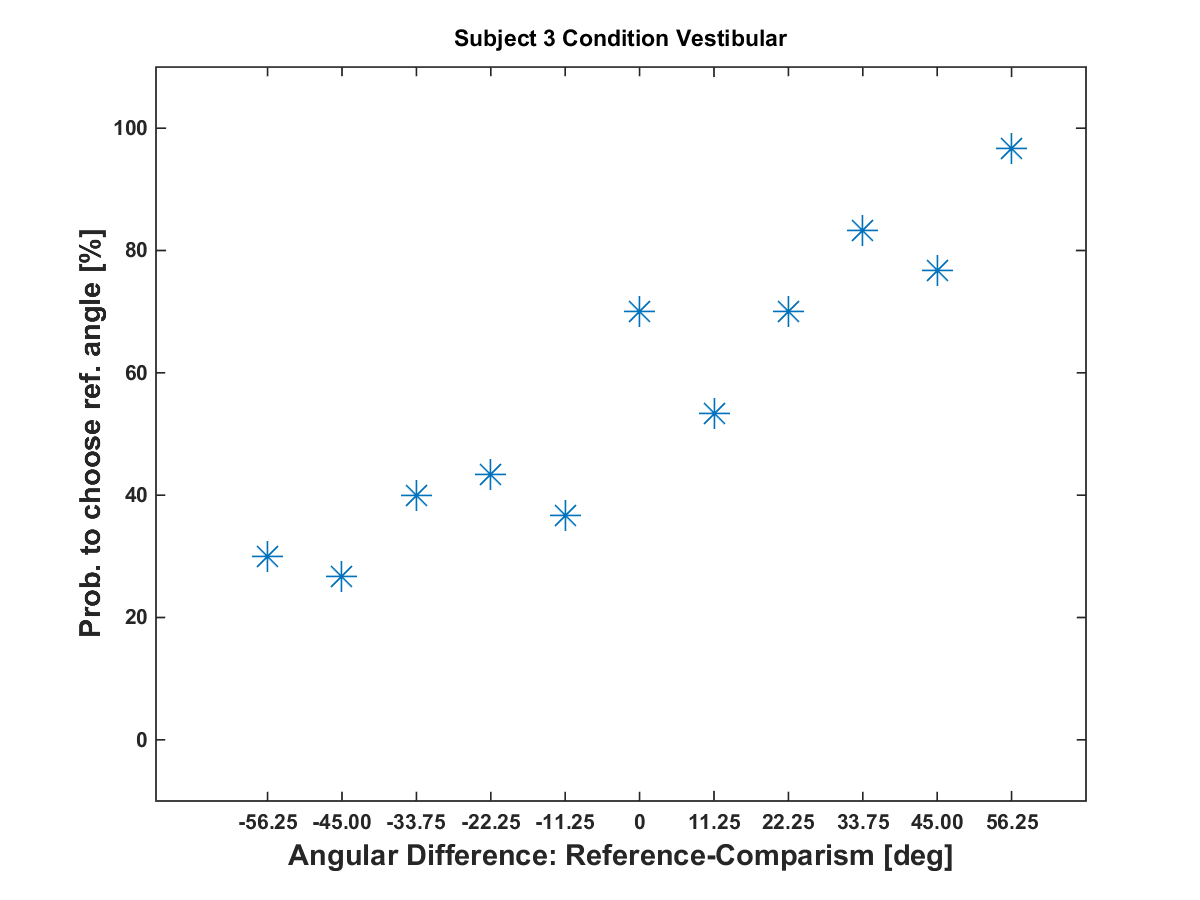 Subject 3 Condition Vestibular
Prob. to choose ref. angle [%]
100
80
60
40
20
0
-56.25 -45.00 -33.75 -22.25 -11.25 0 11.25 22.25 33.75 45.00 56.25
Angular Difference: Reference-Comparism [deg]